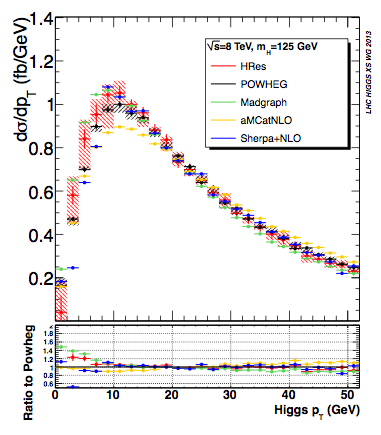 dσ/dp_T (fb/GeV)
1.4
1.2
1
0.8
0.6
0.4
0.2
√s=8 TeV, m_H=125 GeV
HRes
POWHEG
Madgraph
aMCatNLO
Sherpa+NLO
LHC HIGGS XS WG 2013
Ratio to Powheg
2
1.8
1.6
1.4
1.2
1
0.8
0.6
0 10 20 30 40 50
Higgs p_T (GeV)